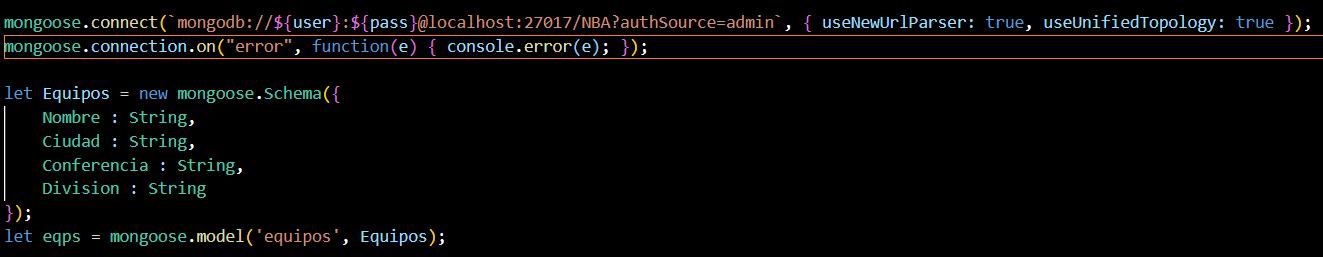 mongoose.connect(`mongodb://${user}:${pass}@localhost:27017/NBA?authSource=admin`, { useNewUrlParser: true, useUnifiedTopology: true });
mongoose.connection.on("error", function(e) { console.error(e); });
let Equipos = new mongoose.Schema({
Nombre : String,
Ciudad : String,
Conferencia : String,
Division : String
});
let eqps = mongoose.model('equipos', Equipos);